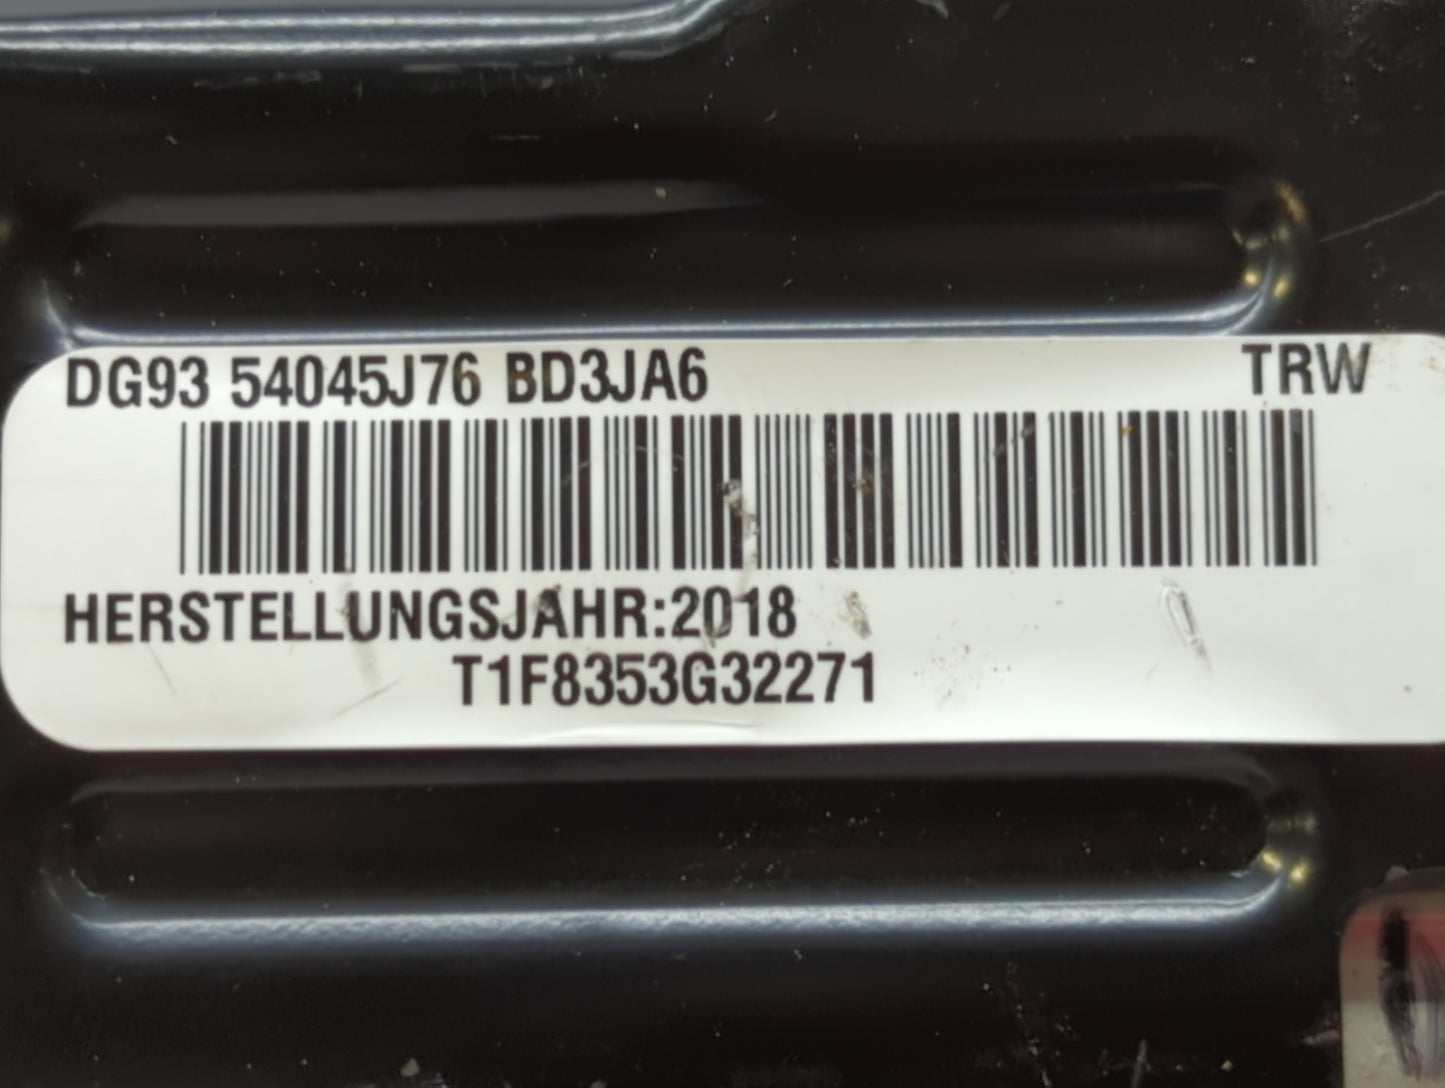 DG93 54045J76 BD3JA6 TRW
HERSTELLUNGSJAHR:2018
T1F8353G32271